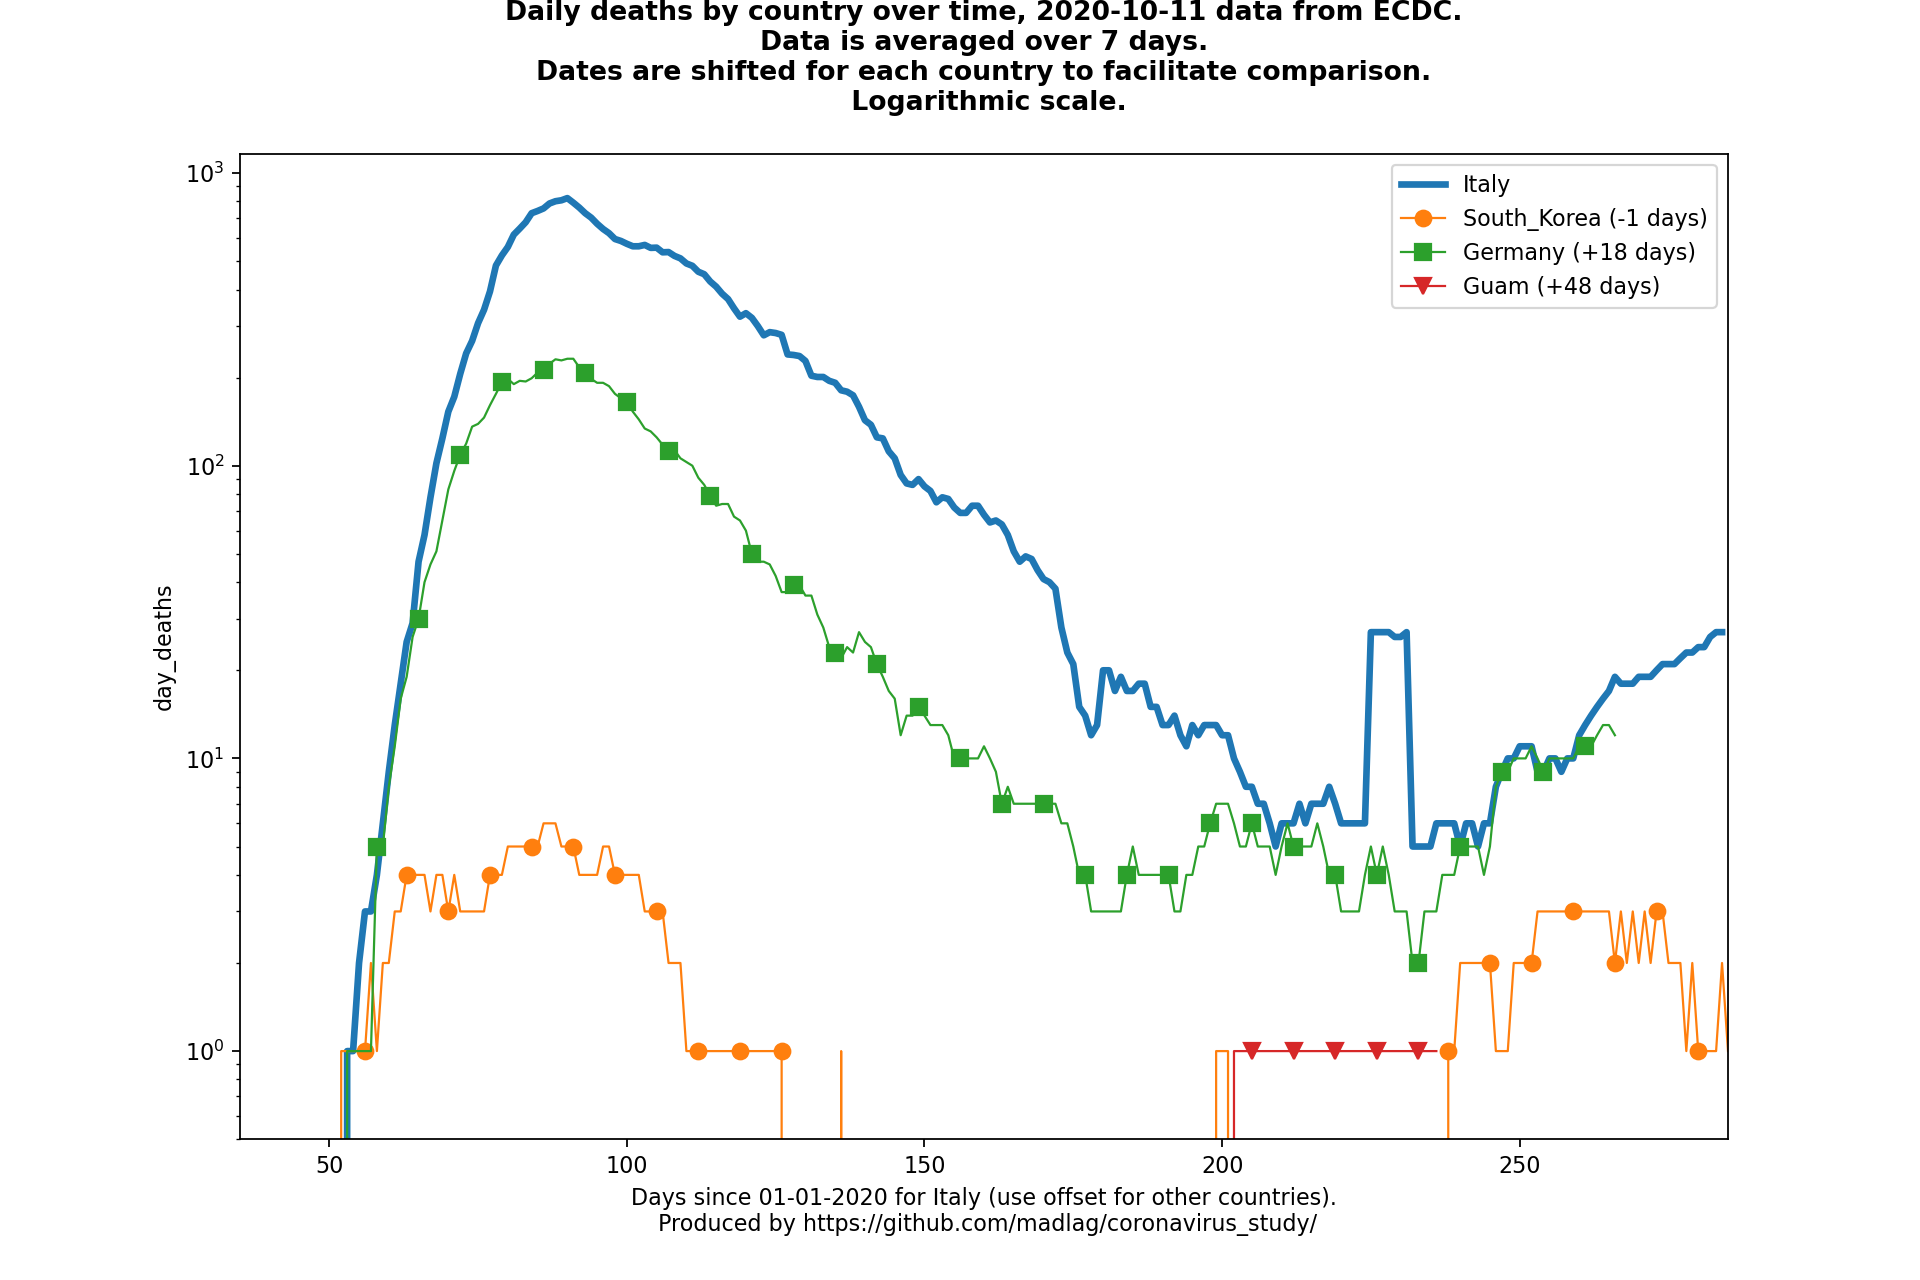 Daily deaths by country over time, 2020-10-11 data from ECDC.
Data is averaged over 7 days.
Dates are shifted for each country to facilitate comparison.
Logarithmic scale.
10³
10²
10¹
10⁰
day_deaths
Italy
South_Korea (-1 days)
Germany (+18 days)
Guam (+48 days)
50 100 150 200 250
Days since 01-01-2020 for Italy (use offset for other countries).
Produced by https://github.com/madlag/coronavirus_study/